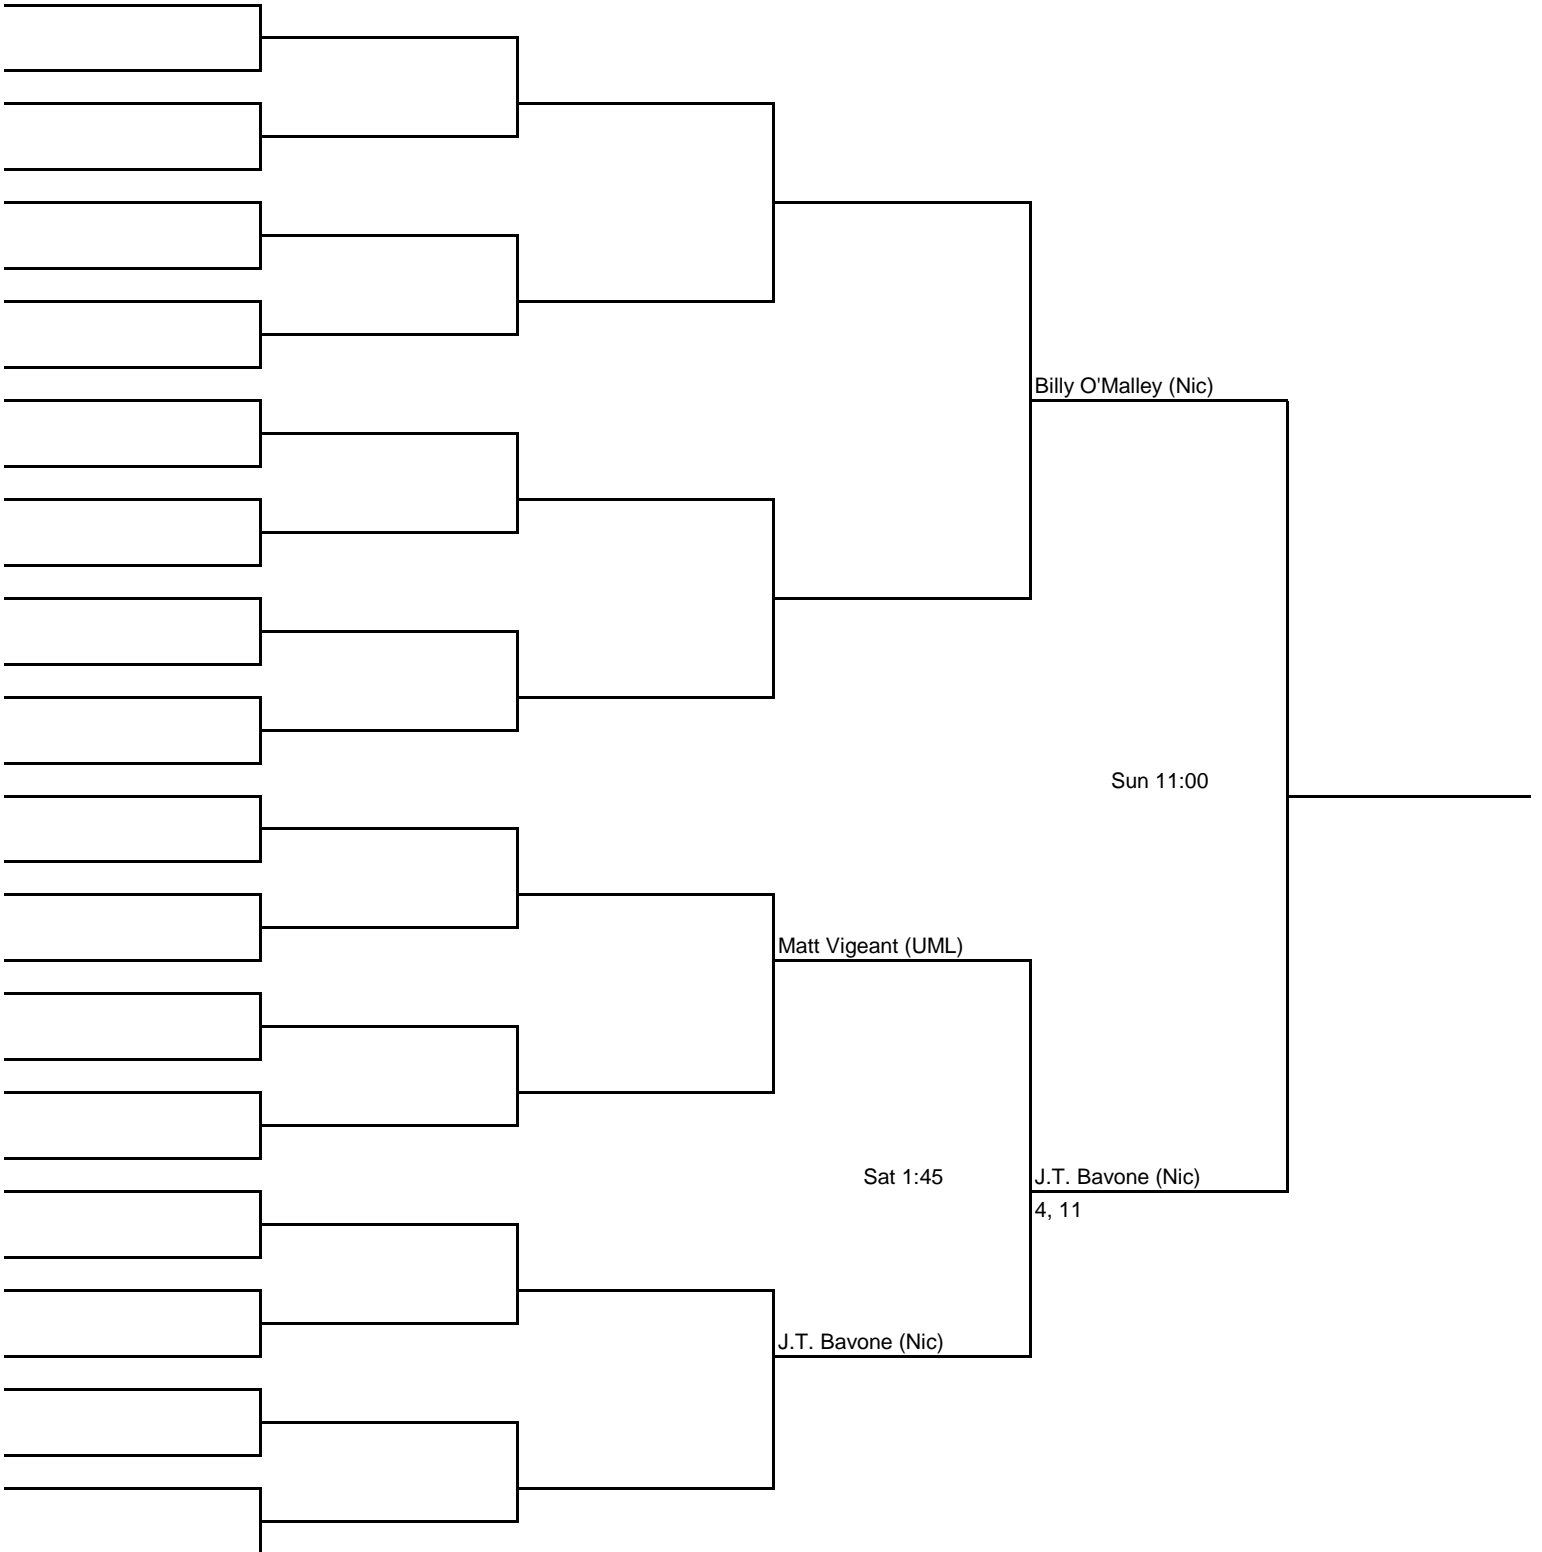 Billy O'Malley (Nic)
Sun 11:00
Matt Vigeant (UML)
Sat 1:45
J.T. Bavone (Nic)
4, 11
J.T. Bavone (Nic)